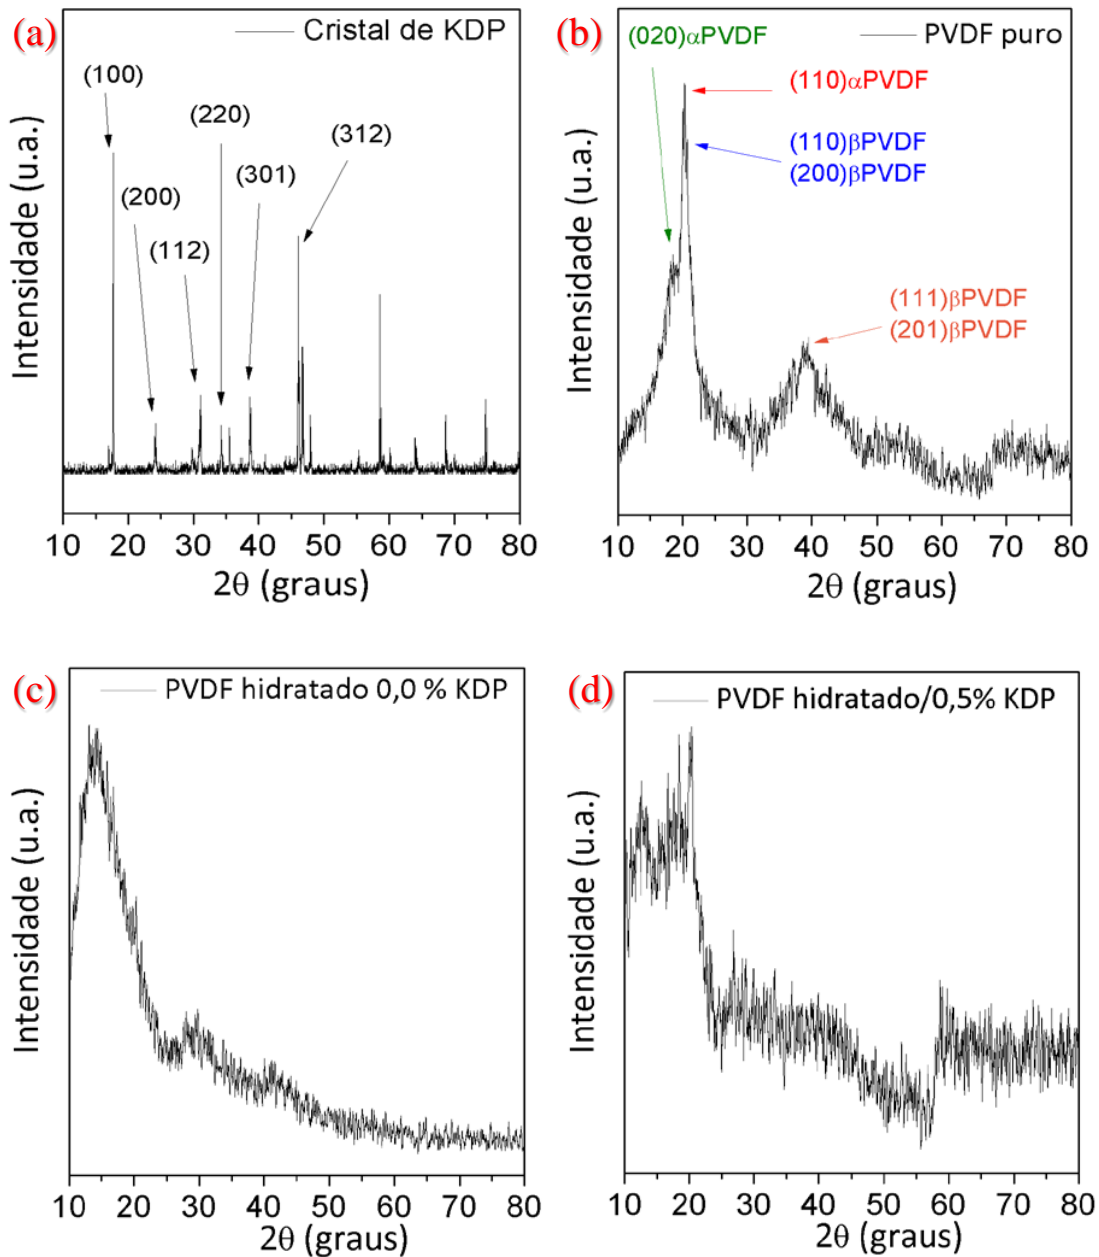 (a)
Cristal de KDP
(100)
(220)
(312)
(301)
(200)
(112)
Intensidade (u.a.)
10 20 30 40 50 60 70 80
2θ (graus)
(b)
(020)αPVDF
PVDF puro
(110)αPVDF
(110)βPVDF
(200)βPVDF
(111)βPVDF
(201)βPVDF
Intensidade (u.a.)
10 20 30 40 50 60 70 80
2θ (graus)
(c)
PVDF hidratado 0,0 % KDP
Intensidade (u.a.)
10 20 30 40 50 60 70 80
2θ (graus)
(d)
PVDF hidratado/0,5% KDP
Intensidade (u.a.)
10 20 30 40 50 60 70 80
2θ (graus)